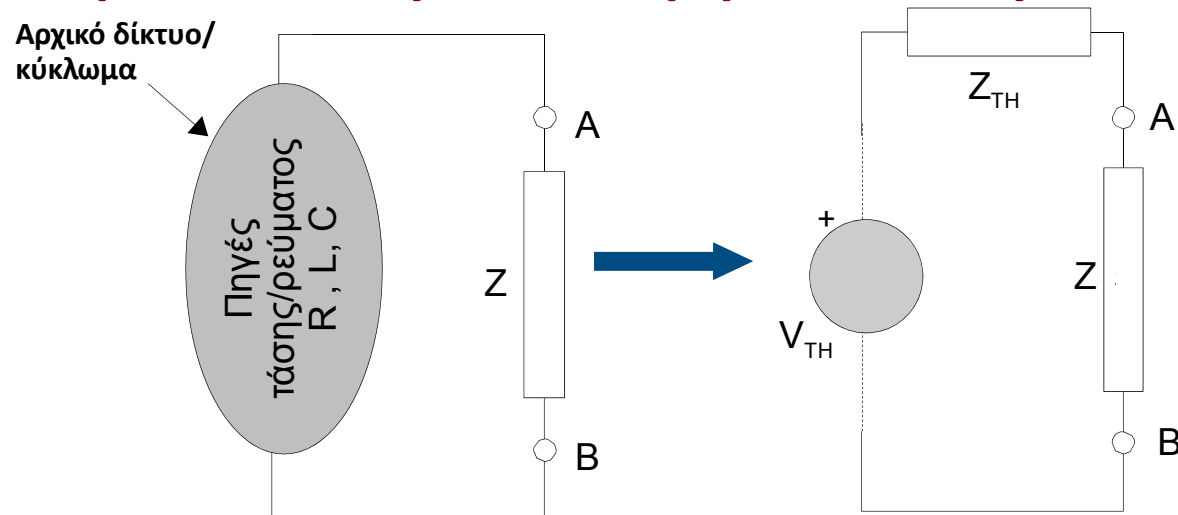 Αρχικό δίκτυο/
κύκλωμα
Πηγές
τάσης/ρεύματος
R , L, C
A
Z
B
+
V_TH
Z_TH
A
Z
B